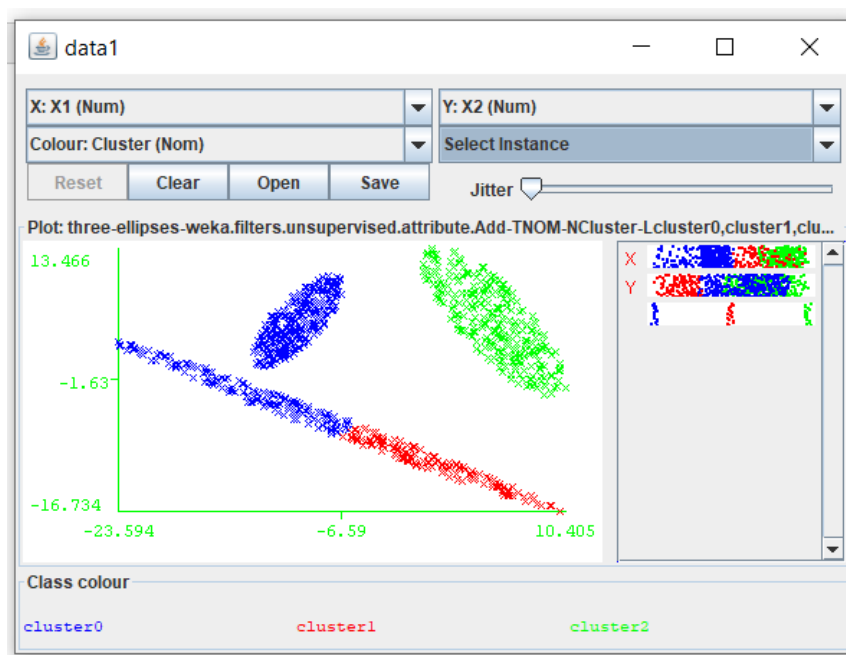 data1
X: X1 (Num) Y: X2 (Num)
Colour: Cluster (Nom) Select Instance
Reset Clear Open Save Jitter
Plot: three-ellipses-weka.filters.unsupervised.attribute.Add-TNOM-NCluster-Lcluster0,cluster1,clu...
13.466
-1.63
-16.734
-23.594 -6.59 10.405
X
Y
Class colour
cluster0 cluster1 cluster2